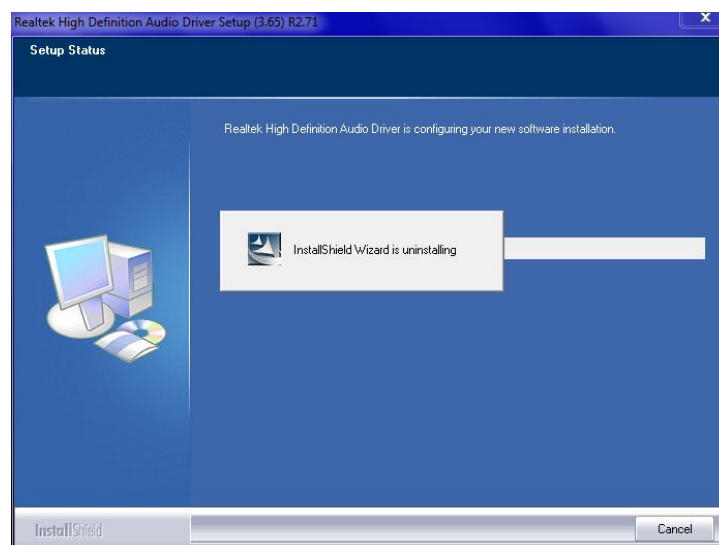 Realtek High Definition Audio Driver Setup (3.65) R2.71
X
Setup Status
Realtek High Definition Audio Driver is configuring your new software installation.
InstallShield Wizard is uninstalling
InstallShield
Cancel